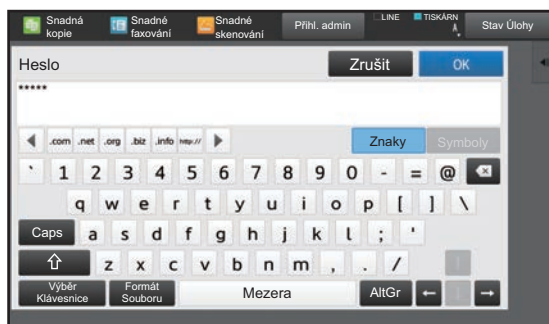 Snadná kopie
Snadné faxování
Snadné skenování
Přihl. admin
LINE
TISKÁRN A
Stav Úlohy
Heslo
Zrušit
OK
*****
.com .net .org .biz .info http://
Znaky
Symboly
` 1 2 3 4 5 6 7 8 9 0 - = @
q w e r t y u i o p [ ] \
Caps a s d f g h j k l ; '
z x c v b n m , . /
Výběr Klávesnice
Formát Souboru
Mezera
AltGr